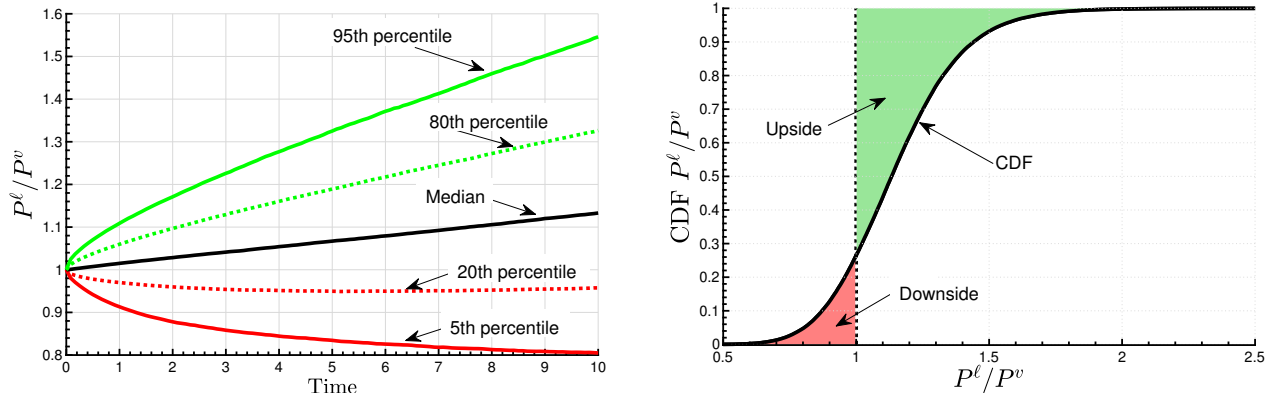 1.6
1.5
1.4
1.3
1.2
1.1
1
0.9
0.8
P^ℓ/P^v
95th percentile
80th percentile
Median
20th percentile
5th percentile
0 1 2 3 4 5 6 7 8 9 10
Time
1
0.9
0.8
0.7
0.6
0.5
0.4
0.3
0.2
0.1
0
CDF P^ℓ/P^v
Upside
CDF
Downside
0.5 1 1.5 2 2.5
P^ℓ/P^v